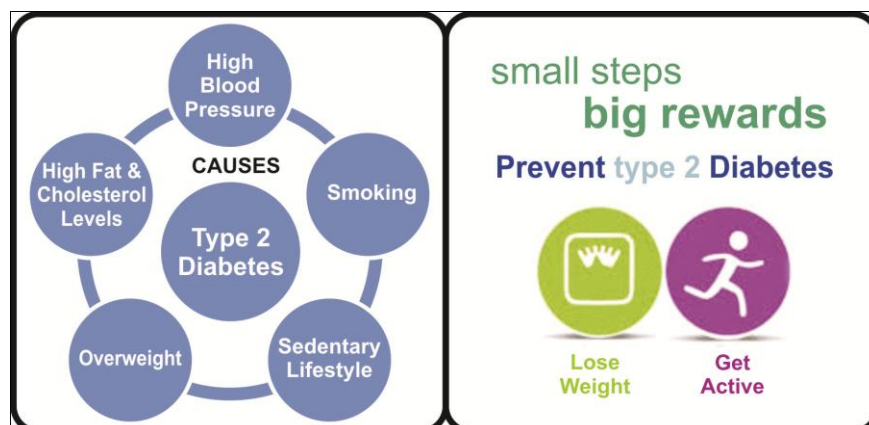 High
Blood
Pressure
CAUSES
High Fat &
Cholesterol
Levels
Smoking
Type 2
Diabetes
Overweight
Sedentary
Lifestyle
small steps
big rewards
Prevent type 2 Diabetes
Lose
Weight
Get
Active